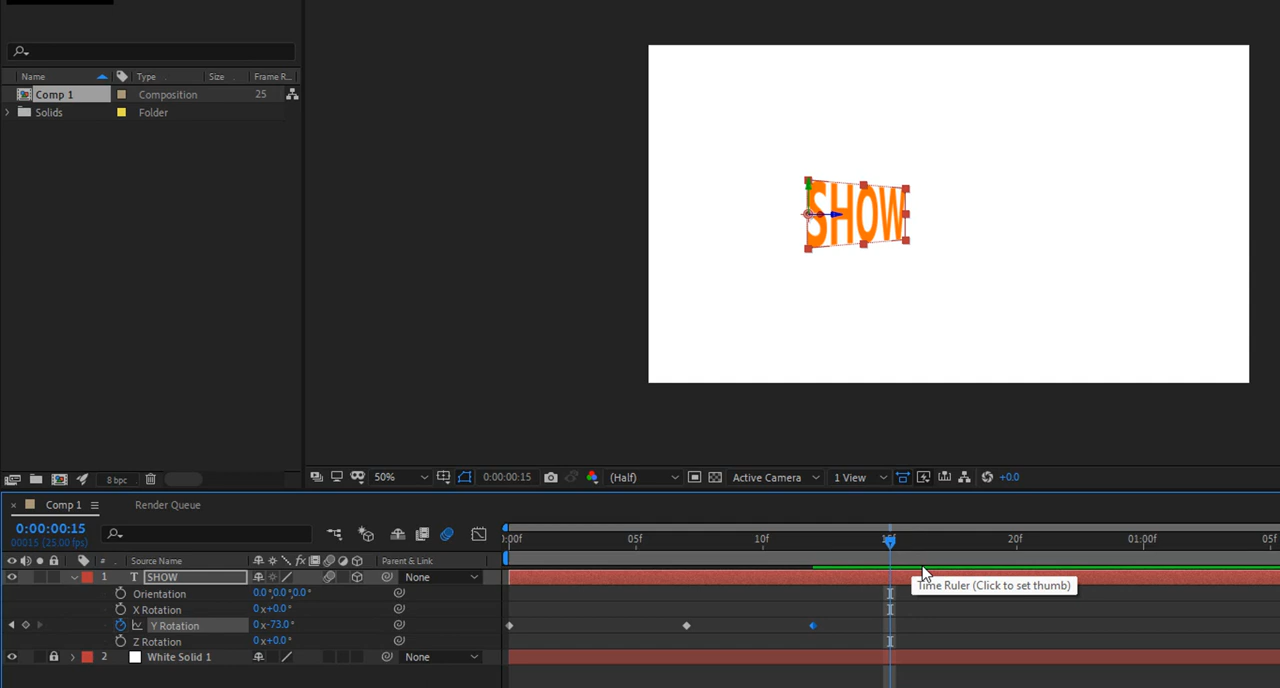 Name Type Size Frame R...
Comp 1 Composition 25
Solids Folder
SHOW
8 bpc
50% 0:00:00:15 (Half) Active Camera 1 View +0.0
Comp 1 Render Queue
0:00:00:15
00015 (25.00 fps)
:00f 05f 10f 15f 20f 01:00f 05f
# Source Name fx Parent & Link
1 T SHOW None
Time Ruler (Click to set thumb)
Orientation 0.0°,0.0°,0.0°
X Rotation 0x+0.0°
Y Rotation 0x-73.0°
Z Rotation 0x+0.0°
2 White Solid 1 None